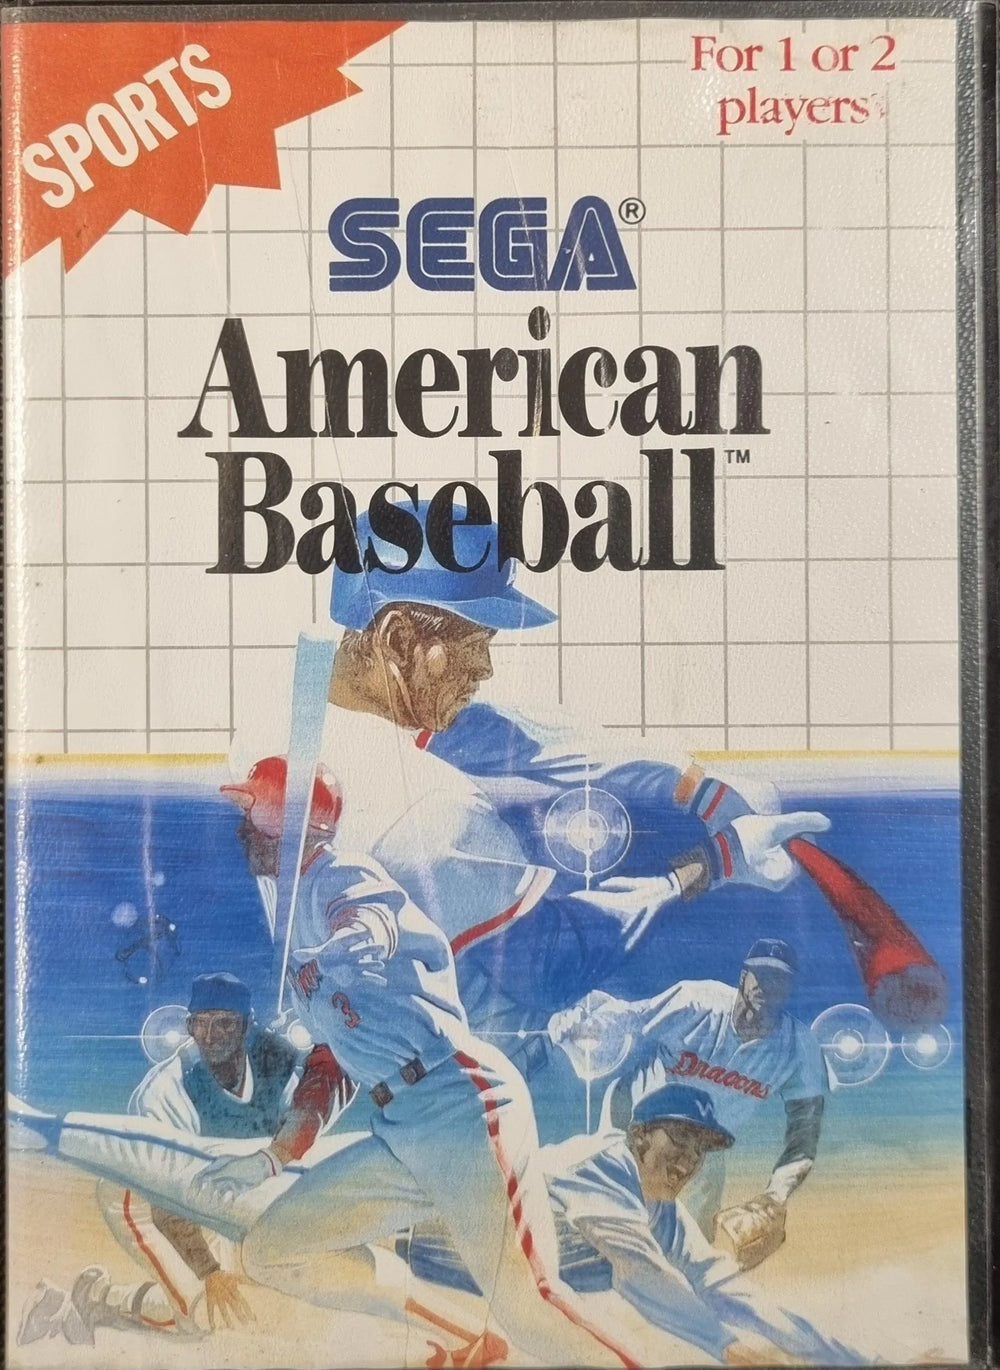 SPORTS
For 1 or 2
players
SEGA®
American
Baseball™
3
Dragons
W